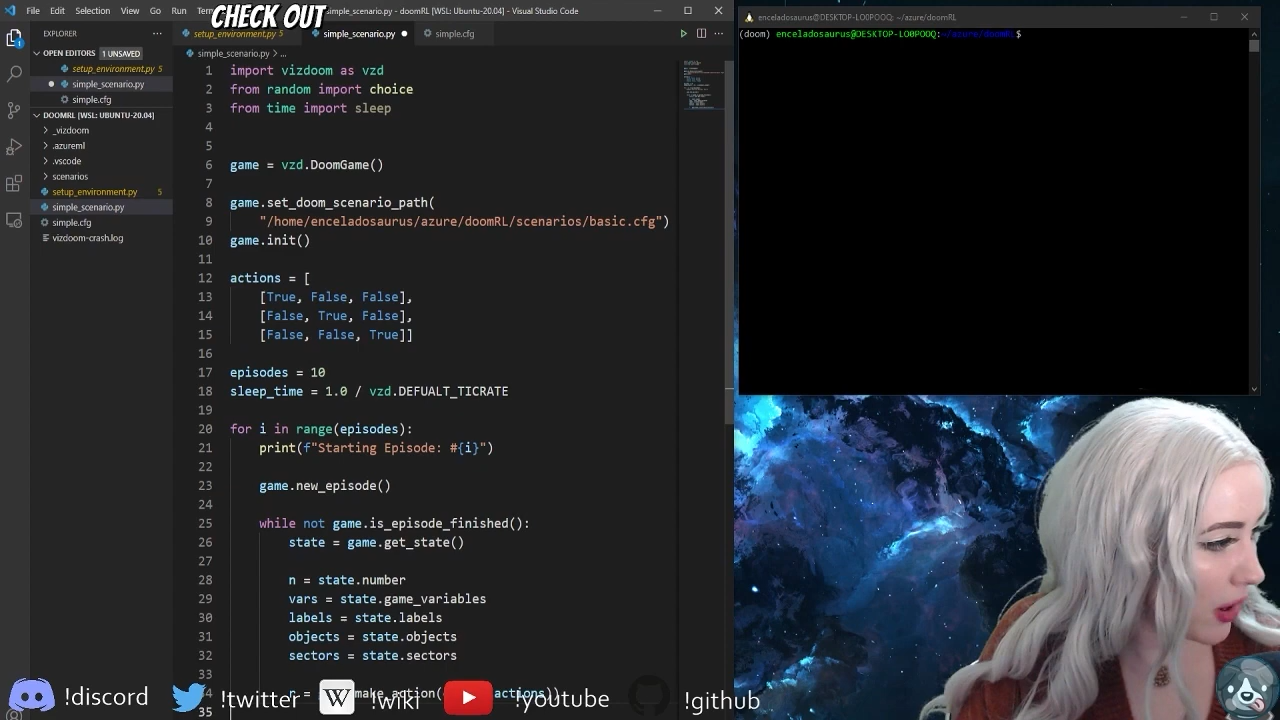 CHECK OUT
File Edit Selection View Go Run simple_scenario.py - doomRL [WSL: Ubuntu-20.04] - Visual Studio Code
EXPLORER
setup_environment.py 5
simple_scenario.py
simple.cfg
OPEN EDITORS
1 UNSAVED
setup_environment.py 5
simple_scenario.py
simple.cfg
DOOMRL [WSL: UBUNTU-20.04]
_vizdoom
.azureml
.vscode
scenarios
setup_environment.py 5
simple_scenario.py
simple.cfg
vizdoom-crash.log
simple_scenario.py > ...
1 import vizdoom as vzd
2 from random import choice
3 from time import sleep
4
5
6 game = vzd.DoomGame()
7
8 game.set_doom_scenario_path(
9 "/home/enceladosaurus/azure/doomRL/scenarios/basic.cfg")
10 game.init()
11
12 actions = [
13 [True, False, False],
14 [False, True, False],
15 [False, False, True]]
16
17 episodes = 10
18 sleep_time = 1.0 / vzd.DEFUALT_TICRATE
19
20 for i in range(episodes):
21 print(f"Starting Episode: #{i}")
22
23 game.new_episode()
24
25 while not game.is_episode_finished():
26 state = game.get_state()
27
28 n = state.number
29 vars = state.game_variables
30 labels = state.labels
31 objects = state.objects
32 sectors = state.sectors
33
make_action( actions))
35
enceladosaurus@DESKTOP-LO0POOQ: ~/azure/doomRL
(doom) enceladosaurus@DESKTOP-LO0POOQ:~/azure/doomRL$
!discord
!twitter
W
!wiki
!youtube
!github